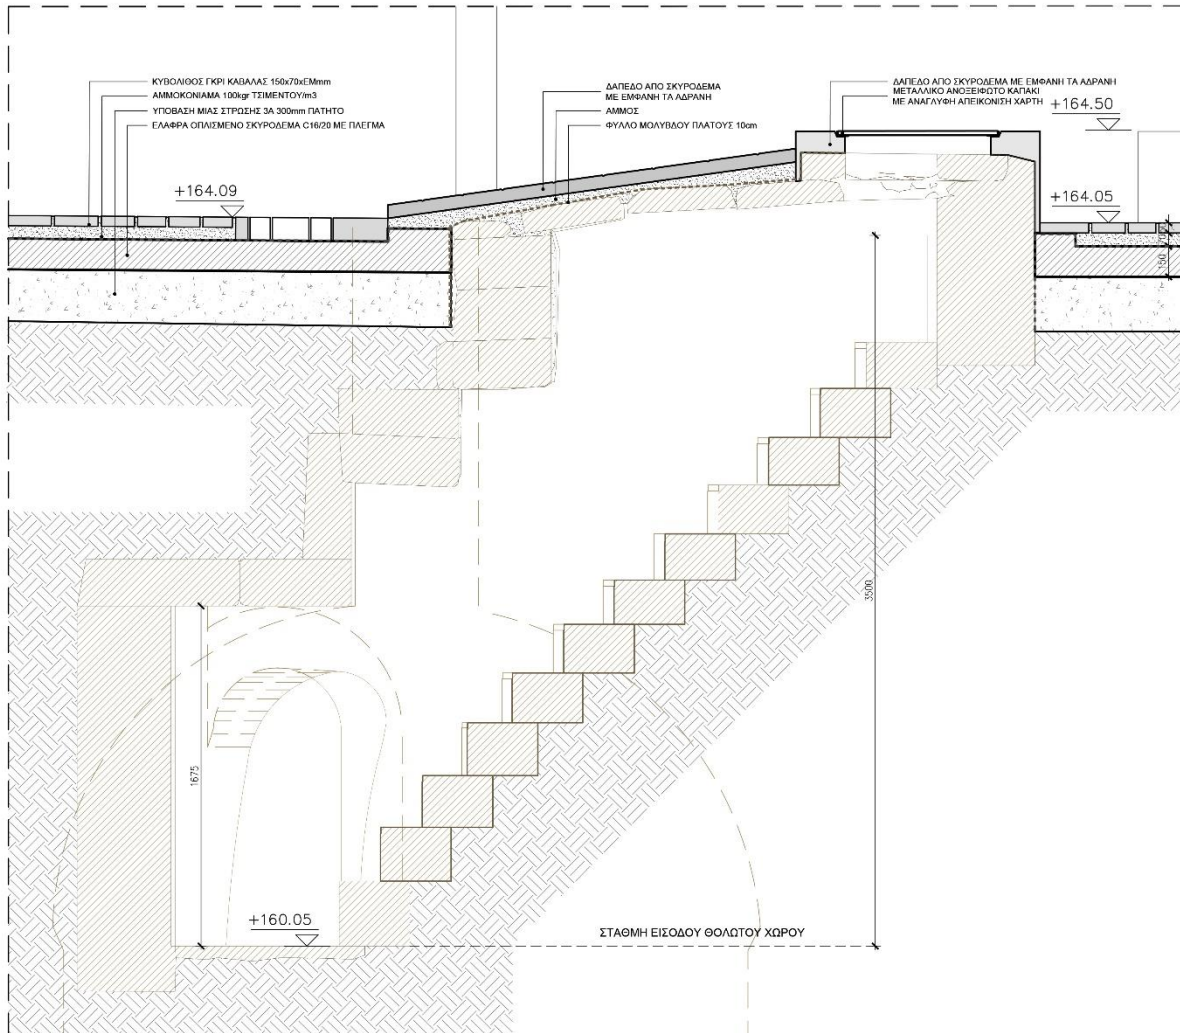 ΚΥΒΟΛΙΘΟΣ ΓΚΡΙ ΚΑΒΑΛΑΣ 150x70xEMmm
ΑΜΜΟΚΟΝΙΑΜΑ 100kgr ΤΣΙΜΕΝΤΟΥ/m3
ΥΠΟΒΑΣΗ ΜΙΑΣ ΣΤΡΩΣΗΣ 3Α 300mm ΠΑΤΗΤΟ
ΕΛΑΦΡΑ ΟΠΛΙΣΜΕΝΟ ΣΚΥΡΟΔΕΜΑ C16/20 ΜΕ ΠΛΕΓΜΑ
ΔΑΠΕΔΟ ΑΠΟ ΣΚΥΡΟΔΕΜΑ
ΜΕ ΕΜΦΑΝΗ ΤΑ ΑΔΡΑΝΗ
ΑΜΜΟΣ
ΦΥΛΛΟ ΜΟΛΥΒΔΟΥ ΠΛΑΤΟΥΣ 10cm
ΔΑΠΕΔΟ ΑΠΟ ΣΚΥΡΟΔΕΜΑ ΜΕ ΕΜΦΑΝΗ ΤΑ ΑΔΡΑΝΗ
ΜΕΤΑΛΛΙΚΟ ΑΝΟΞΕΙΦΩΤΟ ΚΑΠΑΚΙ
ΜΕ ΑΝΑΓΛΥΦΗ ΑΠΕΙΚΟΝΙΣΗ ΧΑΡΤΗ
+164.50
+164.09
+164.05
150
3500
1675
+160.05
ΣΤΑΘΜΗ ΕΙΣΟΔΟΥ ΘΟΛΩΤΟΥ ΧΩΡΟΥ